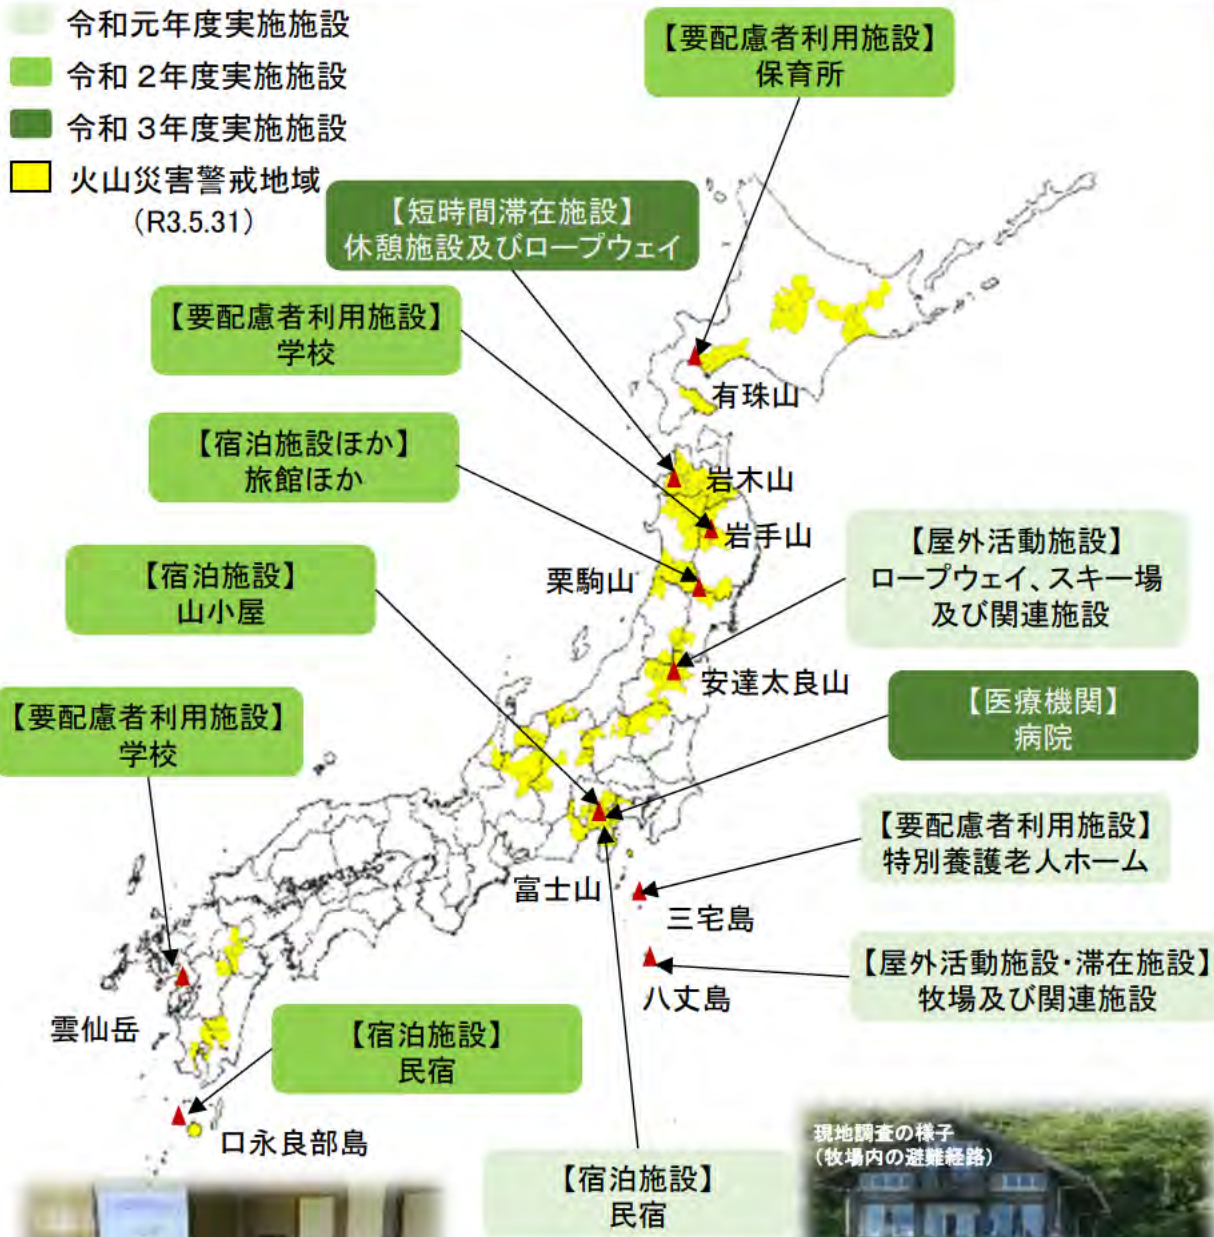 令和元年度実施施設
令和２年度実施施設
令和３年度実施施設
火山災害警戒地域
（R3.5.31）
【要配慮者利用施設】
保育所
【短時間滞在施設】
休憩施設及びロープウェイ
【要配慮者利用施設】
学校
有珠山
【宿泊施設ほか】
旅館ほか
岩木山
岩手山
【屋外活動施設】
ロープウェイ、スキー場
及び関連施設
【宿泊施設】
山小屋
栗駒山
安達太良山
【医療機関】
病院
【要配慮者利用施設】
学校
【要配慮者利用施設】
特別養護老人ホーム
富士山
三宅島
【屋外活動施設・滞在施設】
牧場及び関連施設
八丈島
雲仙岳
【宿泊施設】
民宿
口永良部島
現地調査の様子
（牧場内の避難経路）
【宿泊施設】
民宿